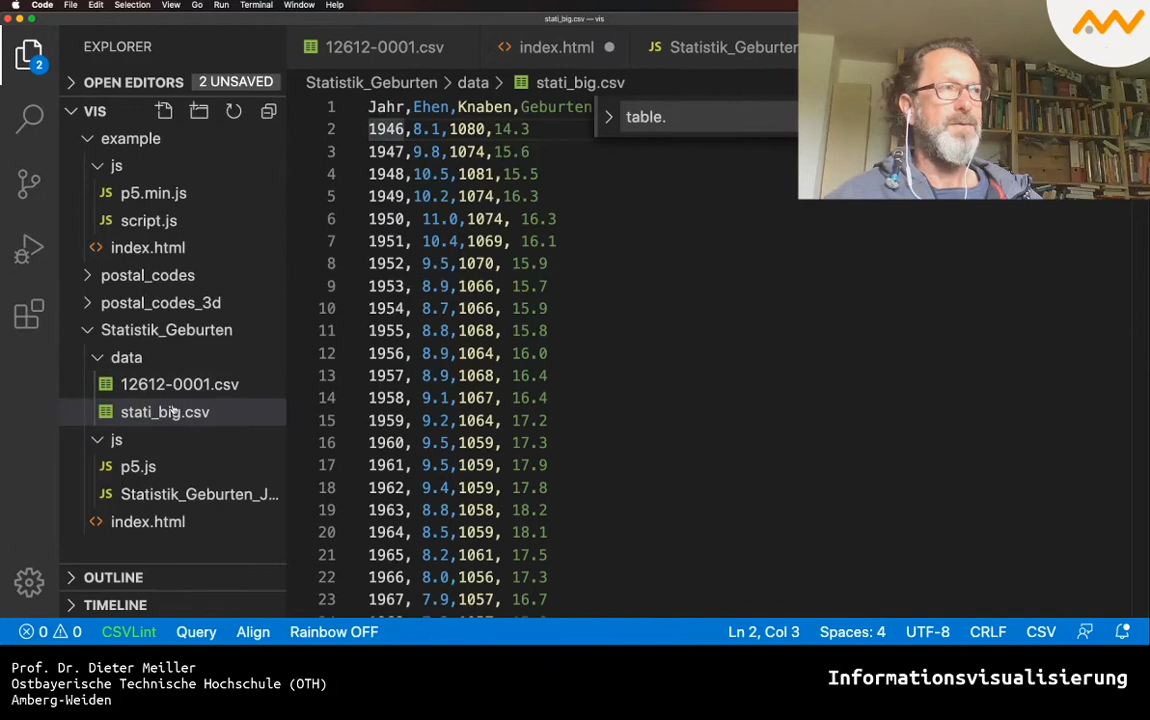 Code File Edit Selection View Go Run Terminal Window Help
stati_big.csv — vis
EXPLORER
12612-0001.csv
index.html
JS Statistik_Geburten
OPEN EDITORS 2 UNSAVED
Statistik_Geburten > data > stati_big.csv
VIS
example
js
JS p5.min.js
JS script.js
<> index.html
postal_codes
postal_codes_3d
Statistik_Geburten
data
12612-0001.csv
stati_big.csv
js
JS p5.js
JS Statistik_Geburten_J...
<> index.html
OUTLINE
TIMELINE
2
table.
1 Jahr,Ehen,Knaben,Geburten
2 1946,8.1,1080,14.3
3 1947,9.8,1074,15.6
4 1948,10.5,1081,15.5
5 1949,10.2,1074,16.3
6 1950, 11.0,1074, 16.3
7 1951, 10.4,1069, 16.1
8 1952, 9.5,1070, 15.9
9 1953, 8.9,1066, 15.7
10 1954, 8.7,1066, 15.9
11 1955, 8.8,1068, 15.8
12 1956, 8.9,1064, 16.0
13 1957, 8.9,1068, 16.4
14 1958, 9.1,1067, 16.4
15 1959, 9.2,1064, 17.2
16 1960, 9.5,1059, 17.3
17 1961, 9.5,1059, 17.9
18 1962, 9.4,1059, 17.8
19 1963, 8.8,1058, 18.2
20 1964, 8.5,1059, 18.1
21 1965, 8.2,1061, 17.5
22 1966, 8.0,1056, 17.3
23 1967, 7.9,1057, 16.7
0 0 CSVLint Query Align Rainbow OFF Ln 2, Col 3 Spaces: 4 UTF-8 CRLF CSV
Prof. Dr. Dieter Meiller
Ostbayerische Technische Hochschule (OTH)
Amberg-Weiden
Informationsvisualisierung